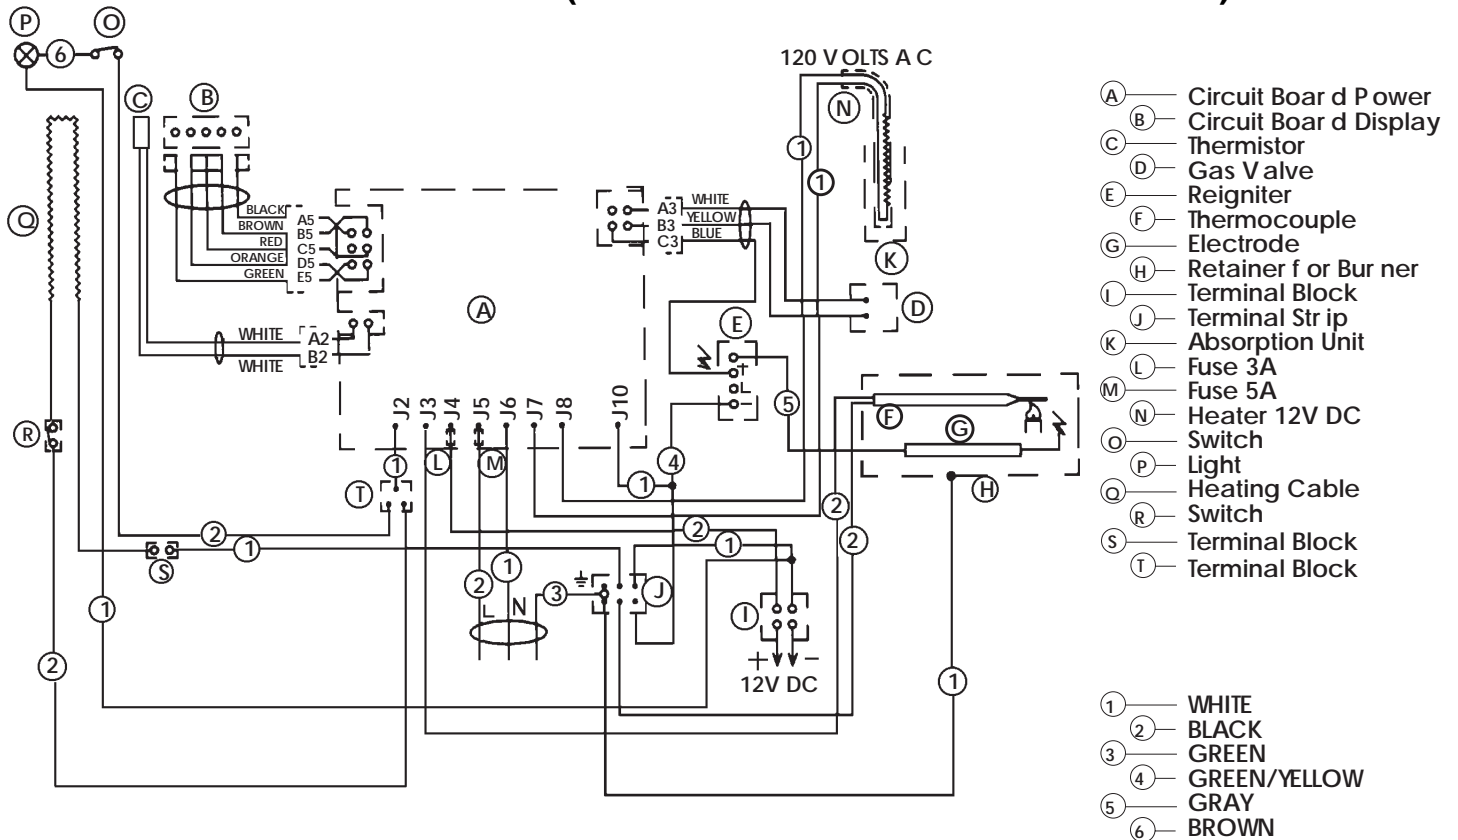 P
O
6
120 VOLTS AC
C
B
N
1
1
BLACK
BROWN
RED
ORANGE
GREEN
A5
B5
C5
D5
E5
A3
B3
C3
WHITE
YELLOW
BLUE
Q
K
A
D
E
WHITE
WHITE
A2
B2
+
L
-
5
F
G
R
J2
J3
J4
J5
J6
J7
J8
J10
L
M
1
4
1
H
T
2
2
1
2
1
2
2
1
S
3
J
L
N
I
1
2
+
-
12V DC
1
A Circuit Board Power
B Circuit Board Display
C Thermistor
D Gas Valve
E Reigniter
F Thermocouple
G Electrode
H Retainer for Burner
I Terminal Block
J Terminal Strip
K Absorption Unit
L Fuse 3A
M Fuse 5A
N Heater 12V DC
O Switch
P Light
Q Heating Cable
R Switch
S Terminal Block
T Terminal Block
1 WHITE
2 BLACK
3 GREEN
4 GREEN/YELLOW
5 GRAY
6 BROWN